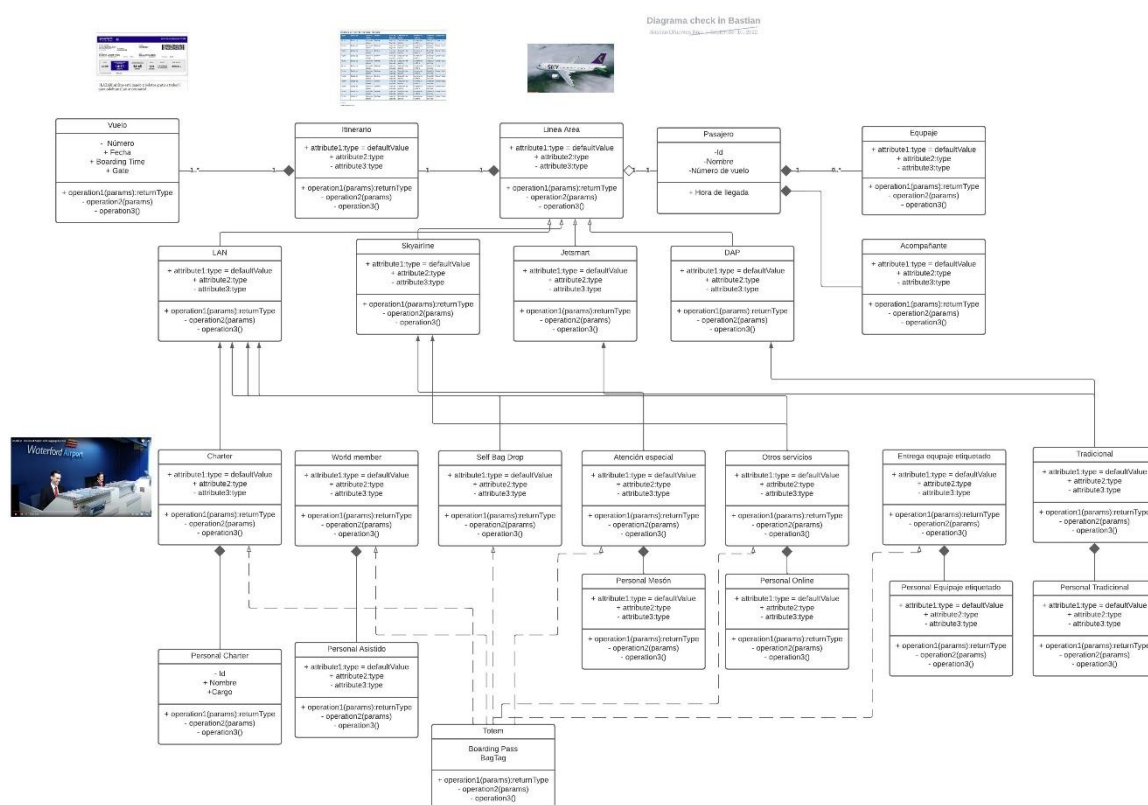 Diagrama check in Bastian
Vuelo
- Número
+ Fecha
+ Boarding Time
+ Gate
+ operation1(params):returnType
- operation2(params)
- operation3()
1..*
1
Itinerario
+ attribute1:type = defaultValue
+ attribute2:type
- attribute3:type
+ operation1(params):returnType
- operation2(params)
- operation3()
1
1
Linea Area
+ attribute1:type = defaultValue
+ attribute2:type
- attribute3:type
+ operation1(params):returnType
- operation2(params)
- operation3()
1
1
Pasajero
-Id
-Nombre
-Número de vuelo
+ Hora de llegada
1
0..*
Equpaje
+ attribute1:type = defaultValue
+ attribute2:type
- attribute3:type
+ operation1(params):returnType
- operation2(params)
- operation3()
LAN
+ attribute1:type = defaultValue
+ attribute2:type
- attribute3:type
+ operation1(params):returnType
- operation2(params)
- operation3()
Skyairline
+ attribute1:type = defaultValue
+ attribute2:type
- attribute3:type
+ operation1(params):returnType
- operation2(params)
- operation3()
Jetsmart
+ attribute1:type = defaultValue
+ attribute2:type
- attribute3:type
+ operation1(params):returnType
- operation2(params)
- operation3()
DAP
+ attribute1:type = defaultValue
+ attribute2:type
- attribute3:type
+ operation1(params):returnType
- operation2(params)
- operation3()
Acompañante
+ attribute1:type = defaultValue
+ attribute2:type
- attribute3:type
+ operation1(params):returnType
- operation2(params)
- operation3()
Waterford Airport
Charter
+ attribute1:type = defaultValue
+ attribute2:type
- attribute3:type
+ operation1(params):returnType
- operation2(params)
- operation3()
World member
+ attribute1:type = defaultValue
+ attribute2:type
- attribute3:type
+ operation1(params):returnType
- operation2(params)
- operation3()
Self Bag Drop
+ attribute1:type = defaultValue
+ attribute2:type
- attribute3:type
+ operation1(params):returnType
- operation2(params)
- operation3()
Atención especial
+ attribute1:type = defaultValue
+ attribute2:type
- attribute3:type
+ operation1(params):returnType
- operation2(params)
- operation3()
Otros servicios
+ attribute1:type = defaultValue
+ attribute2:type
- attribute3:type
+ operation1(params):returnType
- operation2(params)
- operation3()
Entrega equipaje etiquetado
+ attribute1:type = defaultValue
+ attribute2:type
- attribute3:type
+ operation1(params):returnType
- operation2(params)
- operation3()
Tradicional
+ attribute1:type = defaultValue
+ attribute2:type
- attribute3:type
+ operation1(params):returnType
- operation2(params)
- operation3()
Personal Charter
- Id
+ Nombre
+Cargo
+ operation1(params):returnType
- operation2(params)
- operation3()
Personal Asistido
+ attribute1:type = defaultValue
+ attribute2:type
- attribute3:type
+ operation1(params):returnType
- operation2(params)
- operation3()
Personal Mesón
+ attribute1:type = defaultValue
+ attribute2:type
- attribute3:type
+ operation1(params):returnType
- operation2(params)
- operation3()
Personal Online
+ attribute1:type = defaultValue
+ attribute2:type
- attribute3:type
+ operation1(params):returnType
- operation2(params)
- operation3()
Personal Equipaje etiquetado
+ attribute1:type = defaultValue
+ attribute2:type
- attribute3:type
+ operation1(params):returnType
- operation2(params)
- operation3()
Personal Tradicional
+ attribute1:type = defaultValue
+ attribute2:type
- attribute3:type
+ operation1(params):returnType
- operation2(params)
- operation3()
Totem
Boarding Pass
BagTag
+ operation1(params):returnType
- operation2(params)
- operation3()